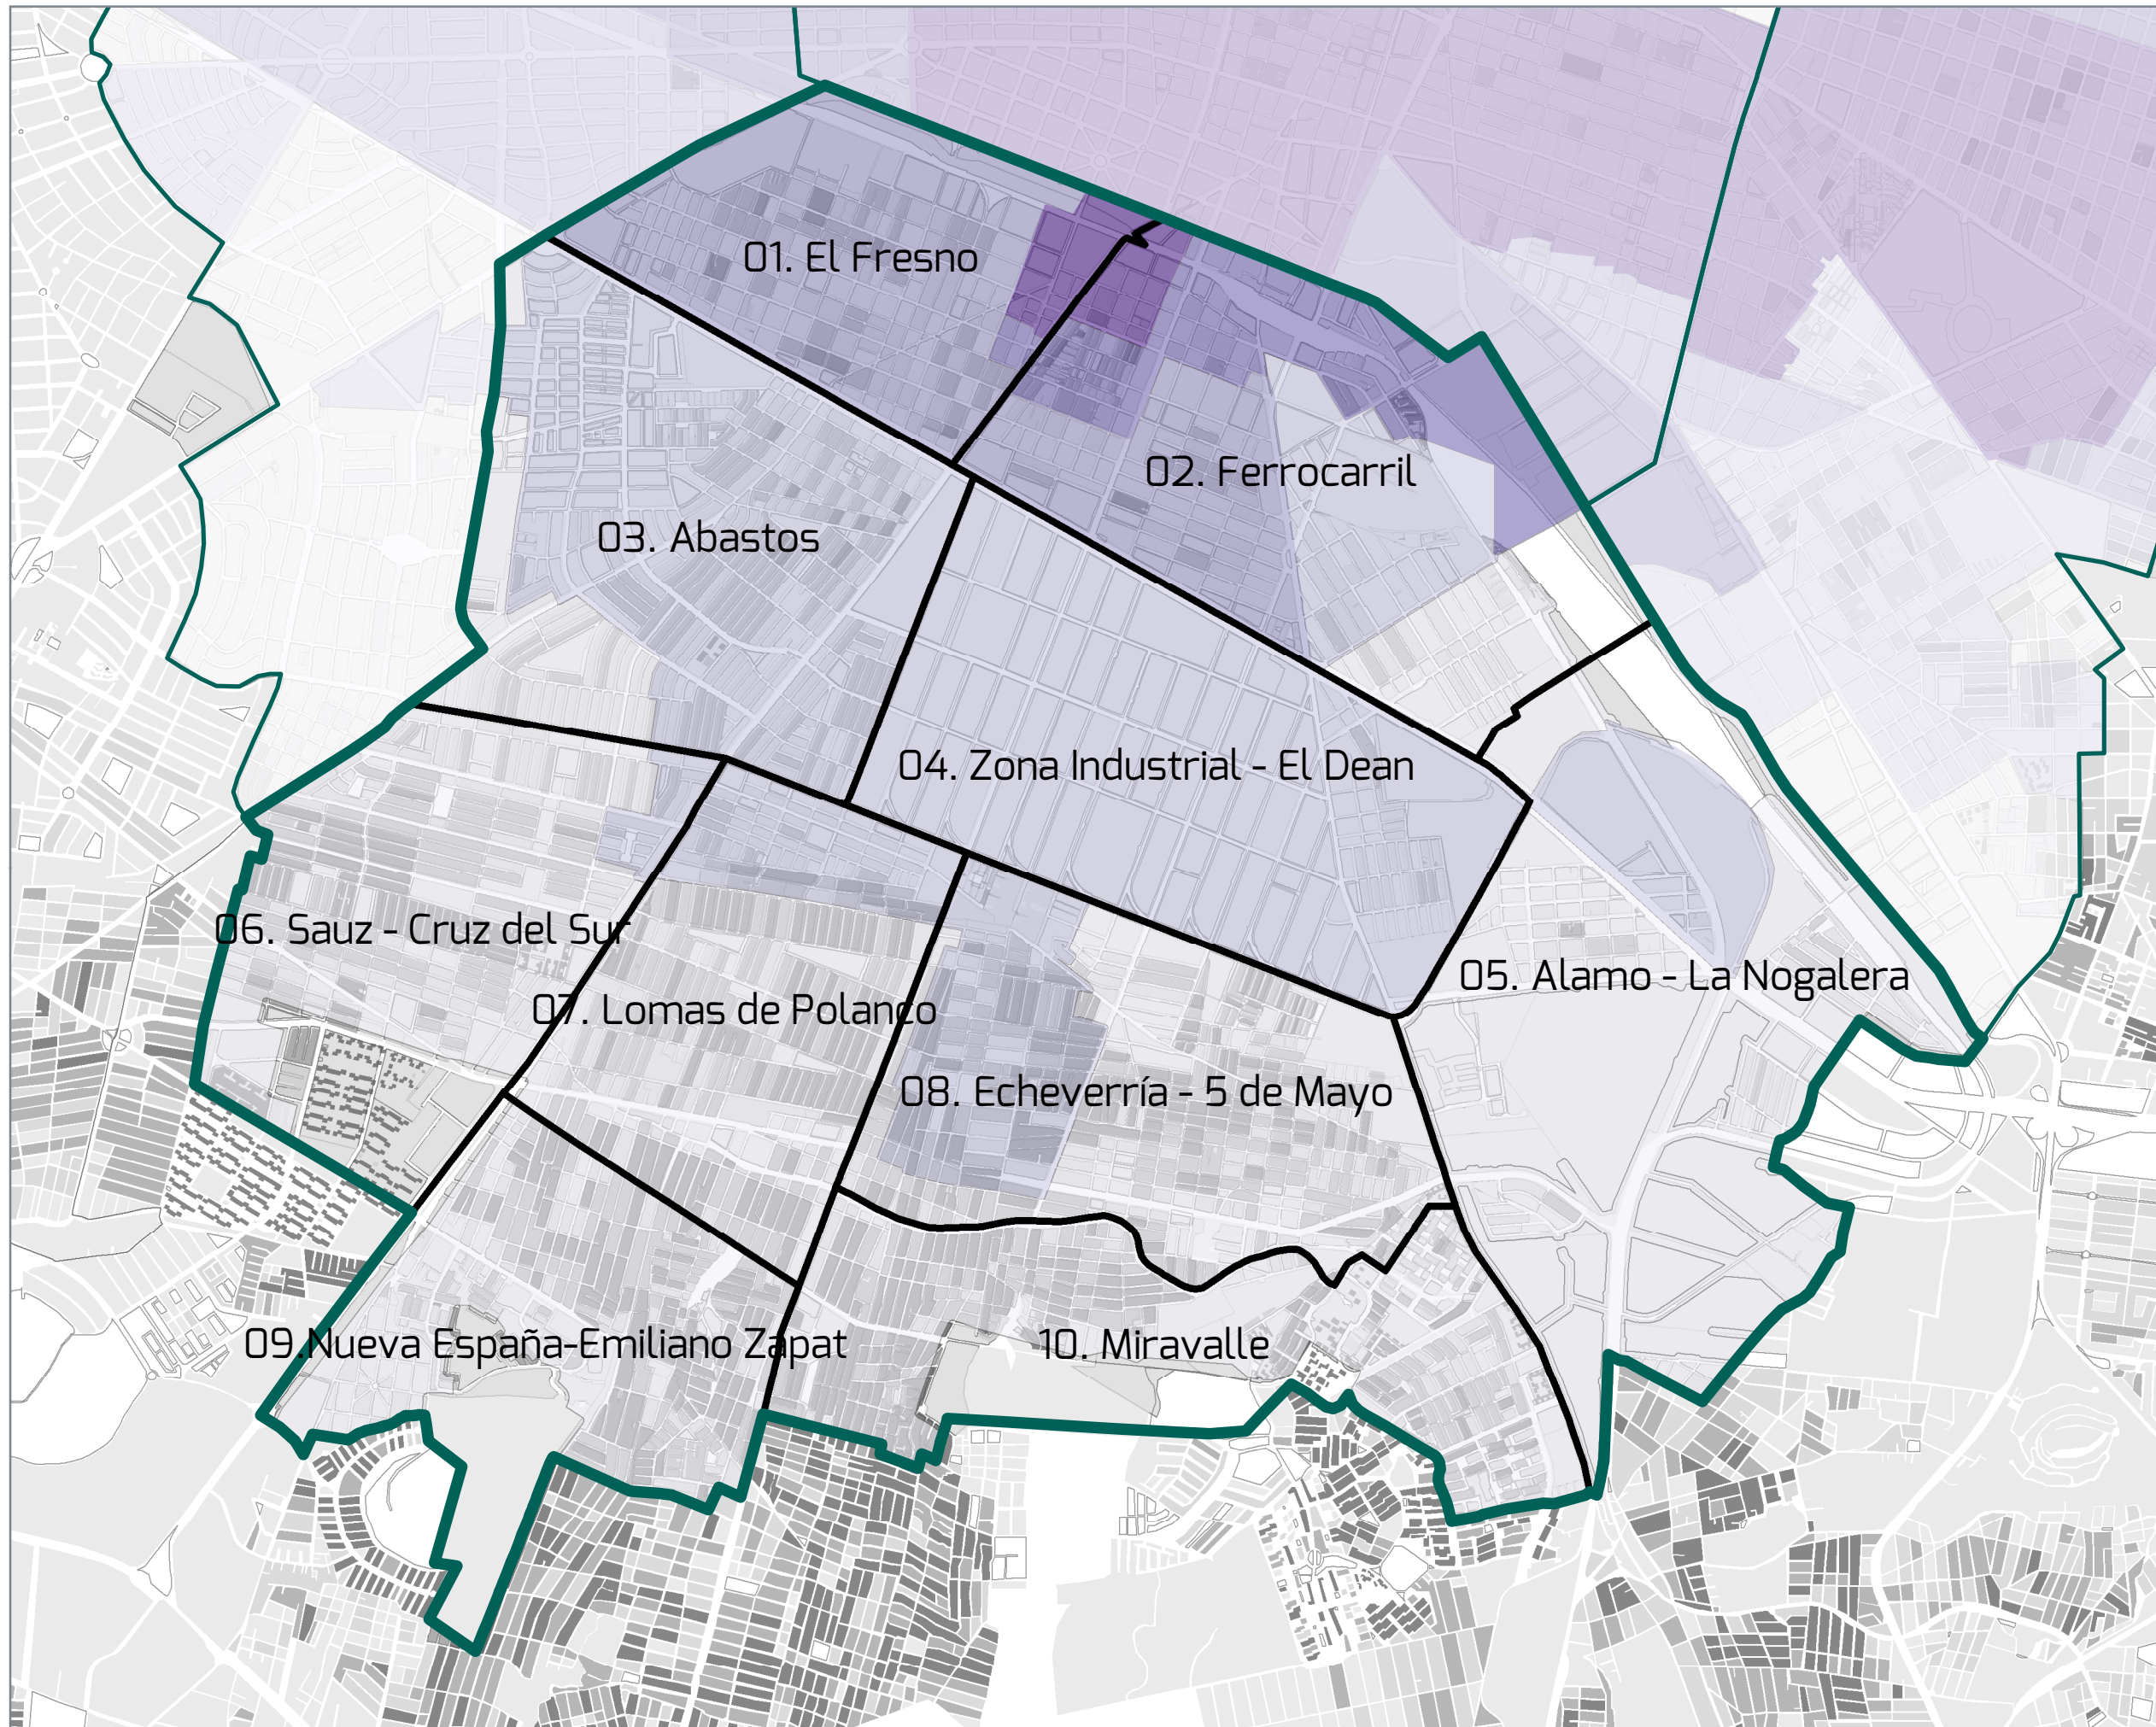 01. El Fresno
02. Ferrocarril
03. Abastos
04. Zona Industrial - El Dean
06. Sauz - Cruz del Sur
05. Alamo - La Nogalera
07. Lomas de Polanco
08. Echeverría - 5 de Mayo
09.Nueva España-Emiliano Zapat
10. Miravalle